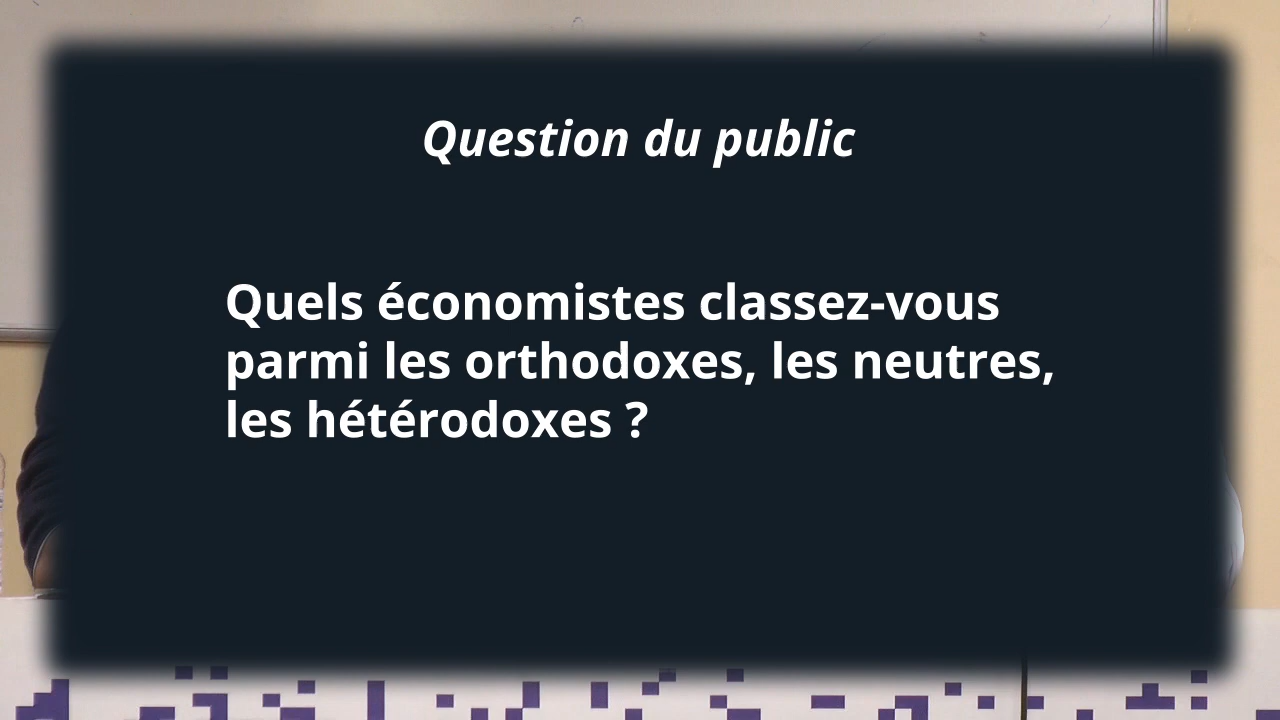 Question du public
Quels économistes classez-vous
parmi les orthodoxes, les neutres,
les hétérodoxes ?